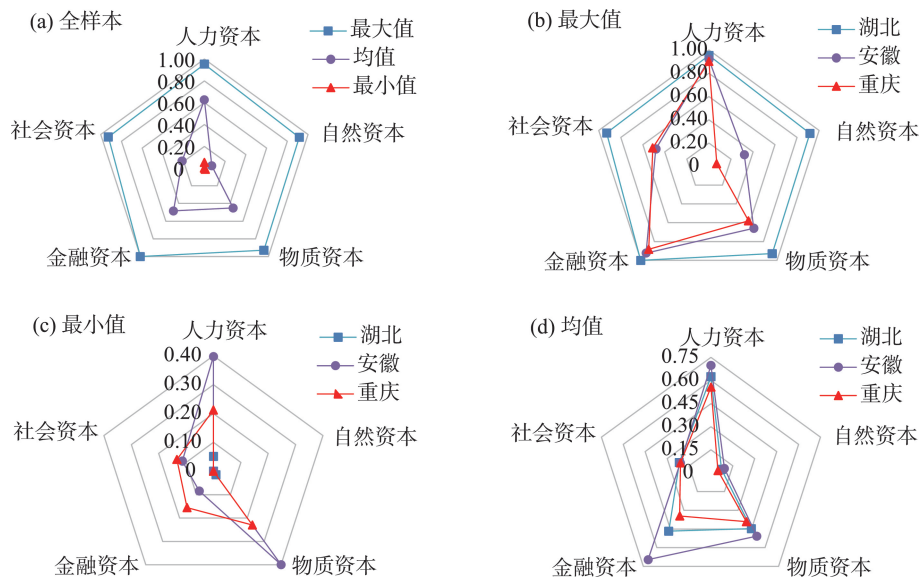 (a) 全样本
人力资本
最大值
均值
最小值
1.00
0.80
0.60
0.40
0.20
0
社会资本
自然资本
金融资本
物质资本
(b) 最大值
人力资本
湖北
安徽
重庆
1.00
0.80
0.60
0.40
0.20
0
社会资本
自然资本
金融资本
物质资本
(c) 最小值
人力资本
湖北
安徽
重庆
0.40
0.30
0.20
0.10
0
社会资本
自然资本
金融资本
物质资本
(d) 均值
人力资本
湖北
安徽
重庆
0.75
0.60
0.45
0.30
0.15
0
社会资本
自然资本
金融资本
物质资本